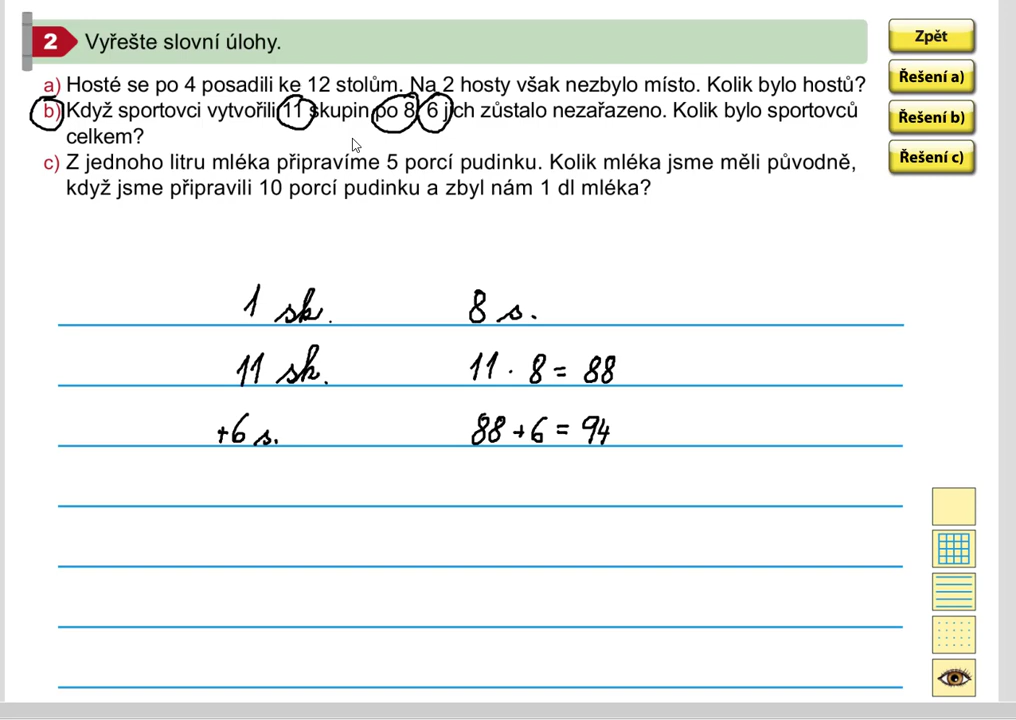 2 Vyřešte slovní úlohy.
Zpět
Řešení a)
Řešení b)
Řešení c)
a) Hosté se po 4 posadili ke 12 stolům. Na 2 hosty však nezbylo místo. Kolik bylo hostů?
b) Když sportovci vytvořili 11 skupin po 8, 6 jich zůstalo nezařazeno. Kolik bylo sportovců
celkem?
c) Z jednoho litru mléka připravíme 5 porcí pudinku. Kolik mléka jsme měli původně,
když jsme připravili 10 porcí pudinku a zbyl nám 1 dl mléka?
1 sk. 8 s.
11 sk. 11 · 8 = 88
+6 s. 88 + 6 = 94